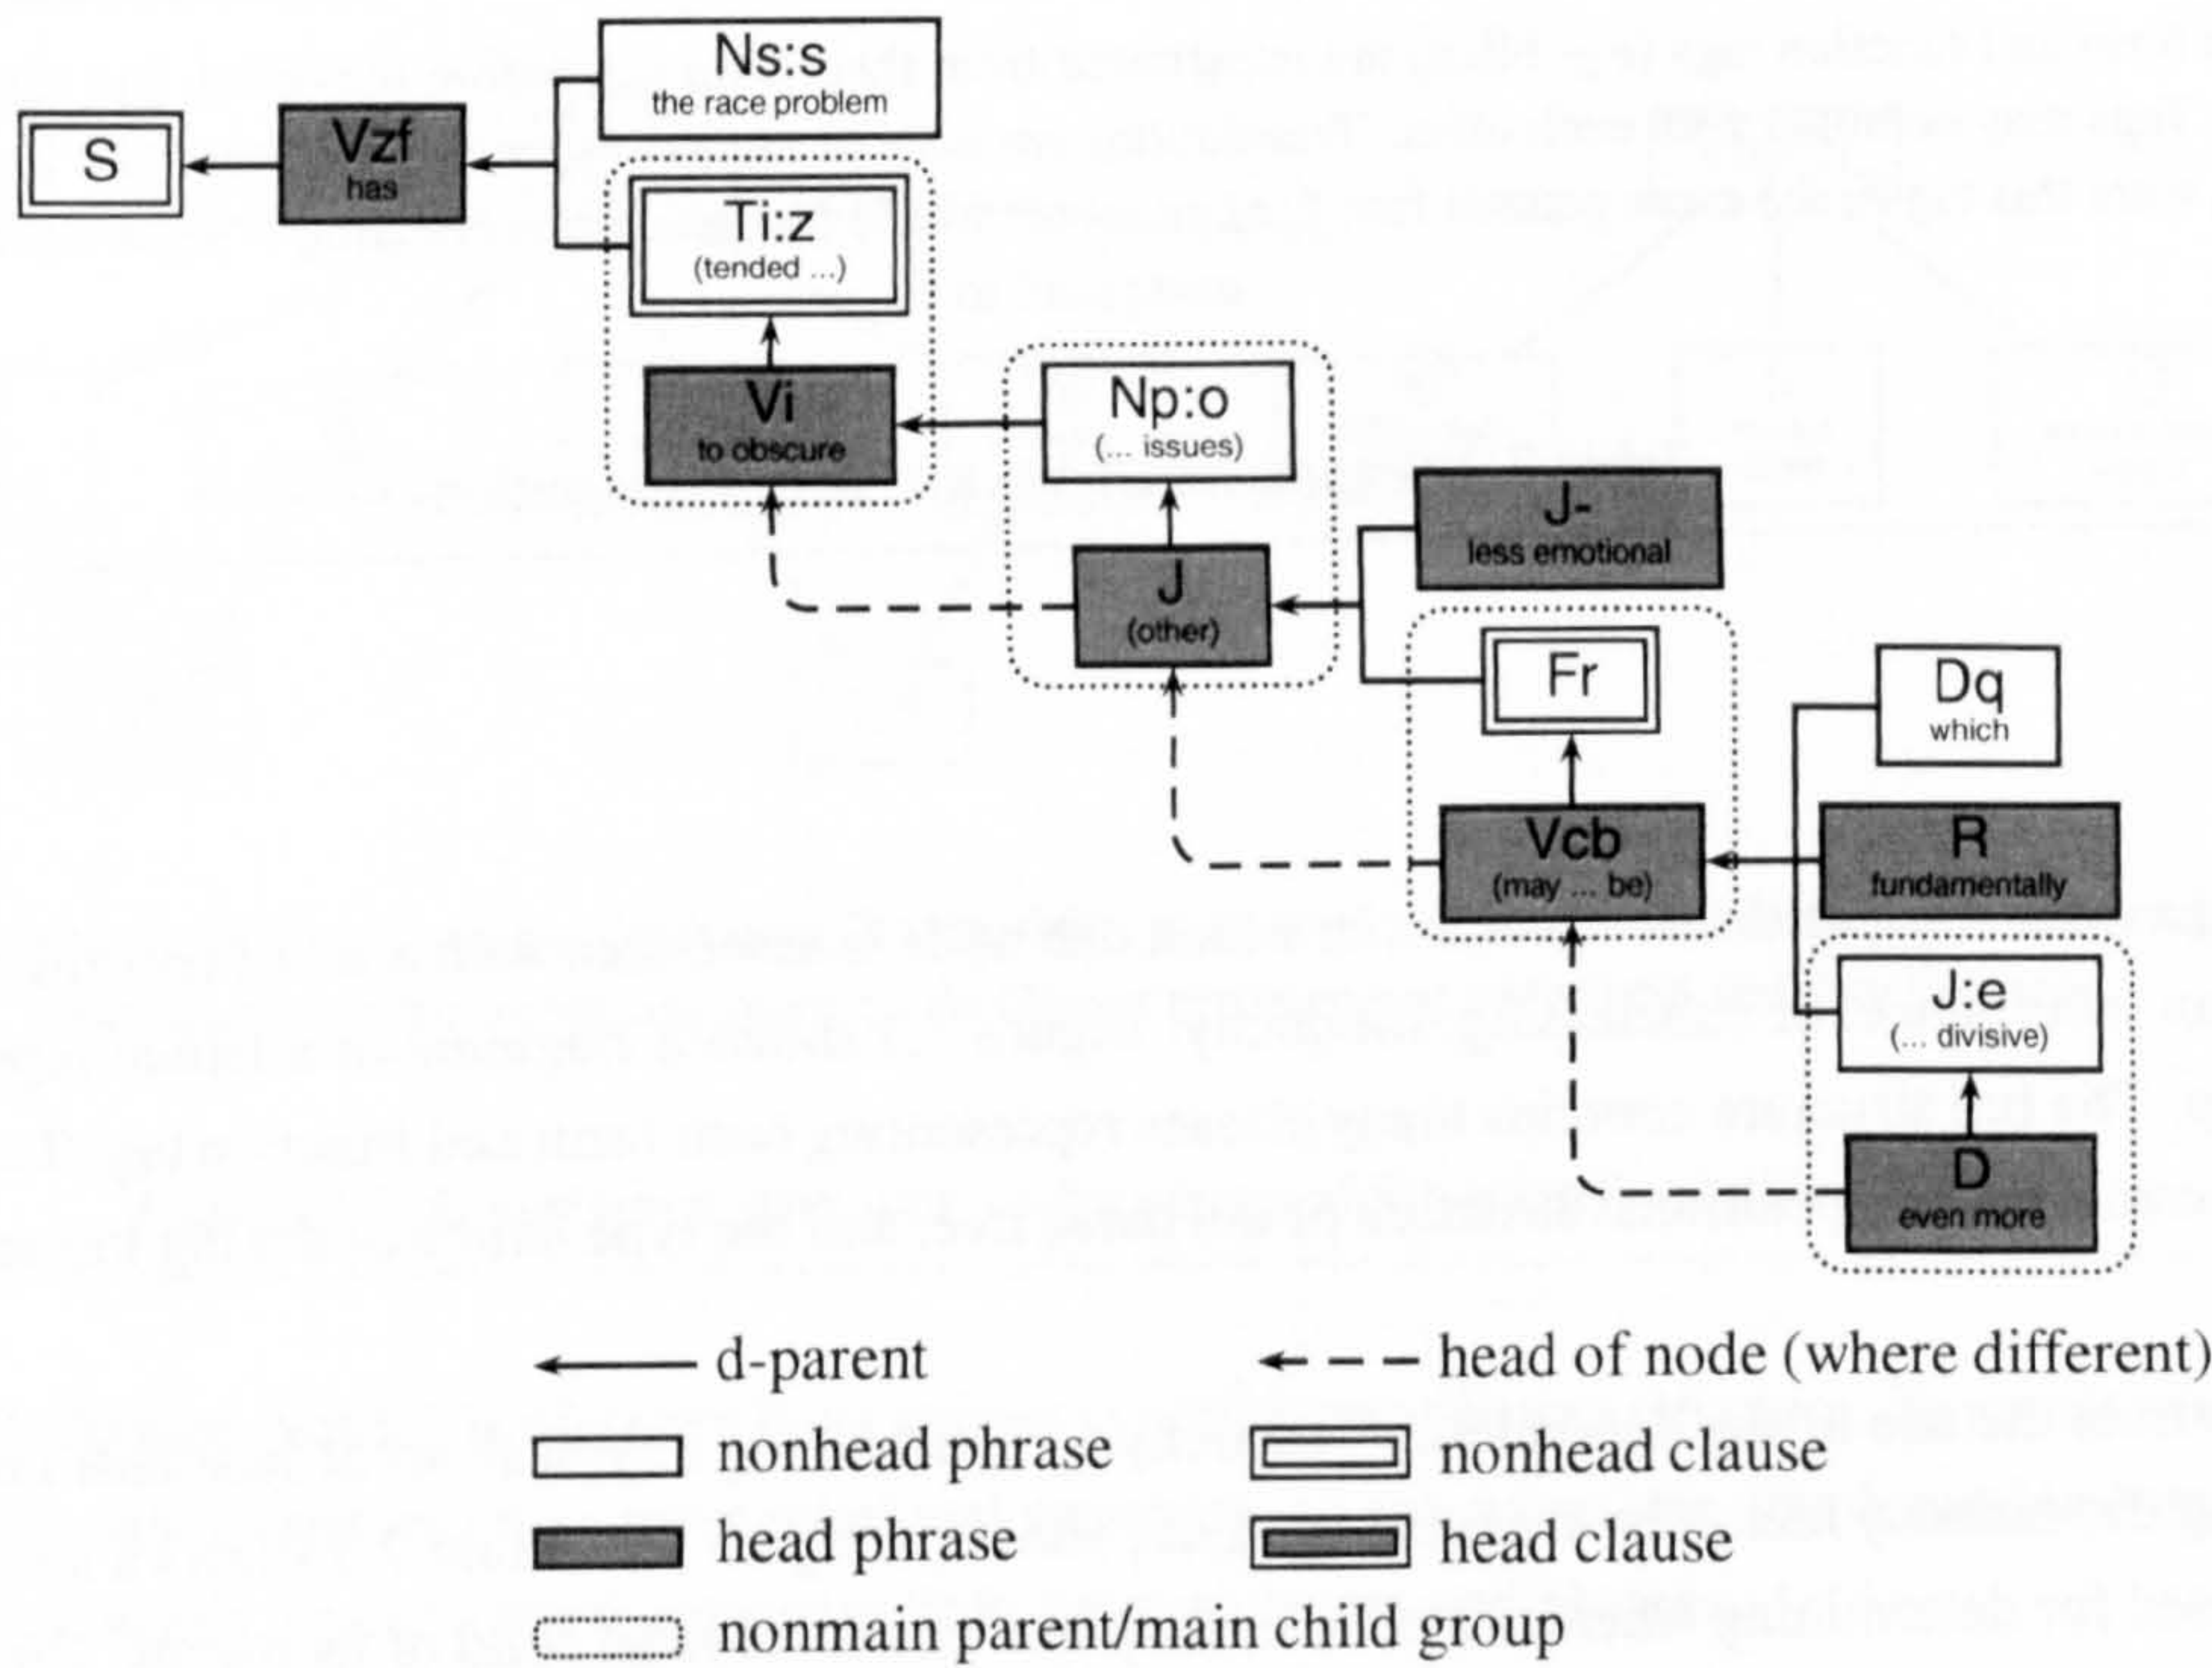 Ns:s
the race problem
S
Vzf
has
Ti:z
(tended ...)
Vi
to obscure
Np:o
(... issues)
J-
less emotional
J
(other)
Fr
Dq
which
Vcb
(may ... be)
R
fundamentally
J:e
(... divisive)
D
even more
d-parent
head of node (where different)
nonhead phrase
nonhead clause
head phrase
head clause
nonmain parent/main child group